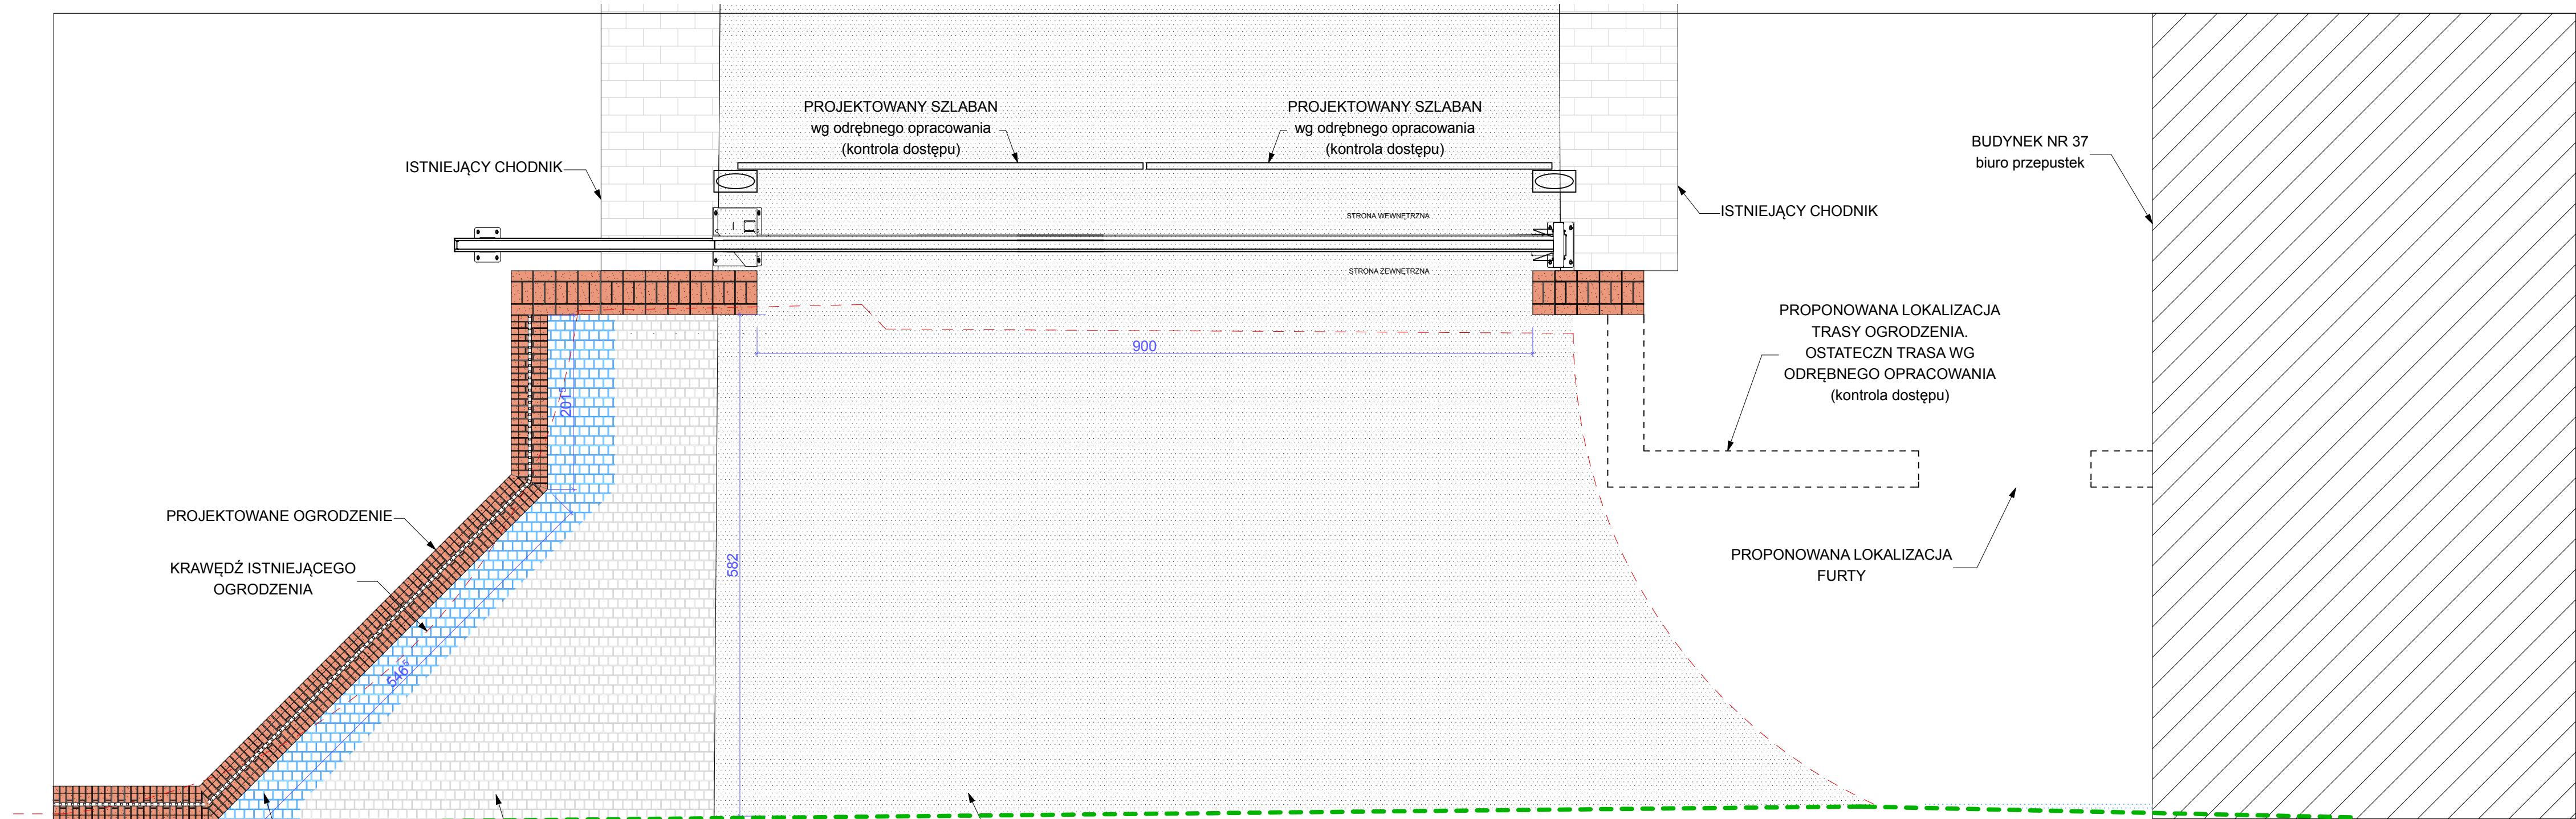 PROJEKTOWANY SZLABAN
wg odrębnego opracowania
(kontrola dostępu)
PROJEKTOWANY SZLABAN
wg odrębnego opracowania
(kontrola dostępu)
BUDYNEK NR 37
biuro przepustek
ISTNIEJĄCY CHODNIK
ISTNIEJĄCY CHODNIK
STRONA WEWNĘTRZNA
STRONA ZEWNĘTRZNA
PROPONOWANA LOKALIZACJA
TRASY OGRODZENIA.
OSTATECZN TRASA WG
ODRĘBNEGO OPRACOWANIA
(kontrola dostępu)
900
201⁵
PROJEKTOWANE OGRODZENIE
KRAWĘDŹ ISTNIEJĄCEGO
OGRODZENIA
582
PROPONOWANA LOKALIZACJA
FURTY
546⁵